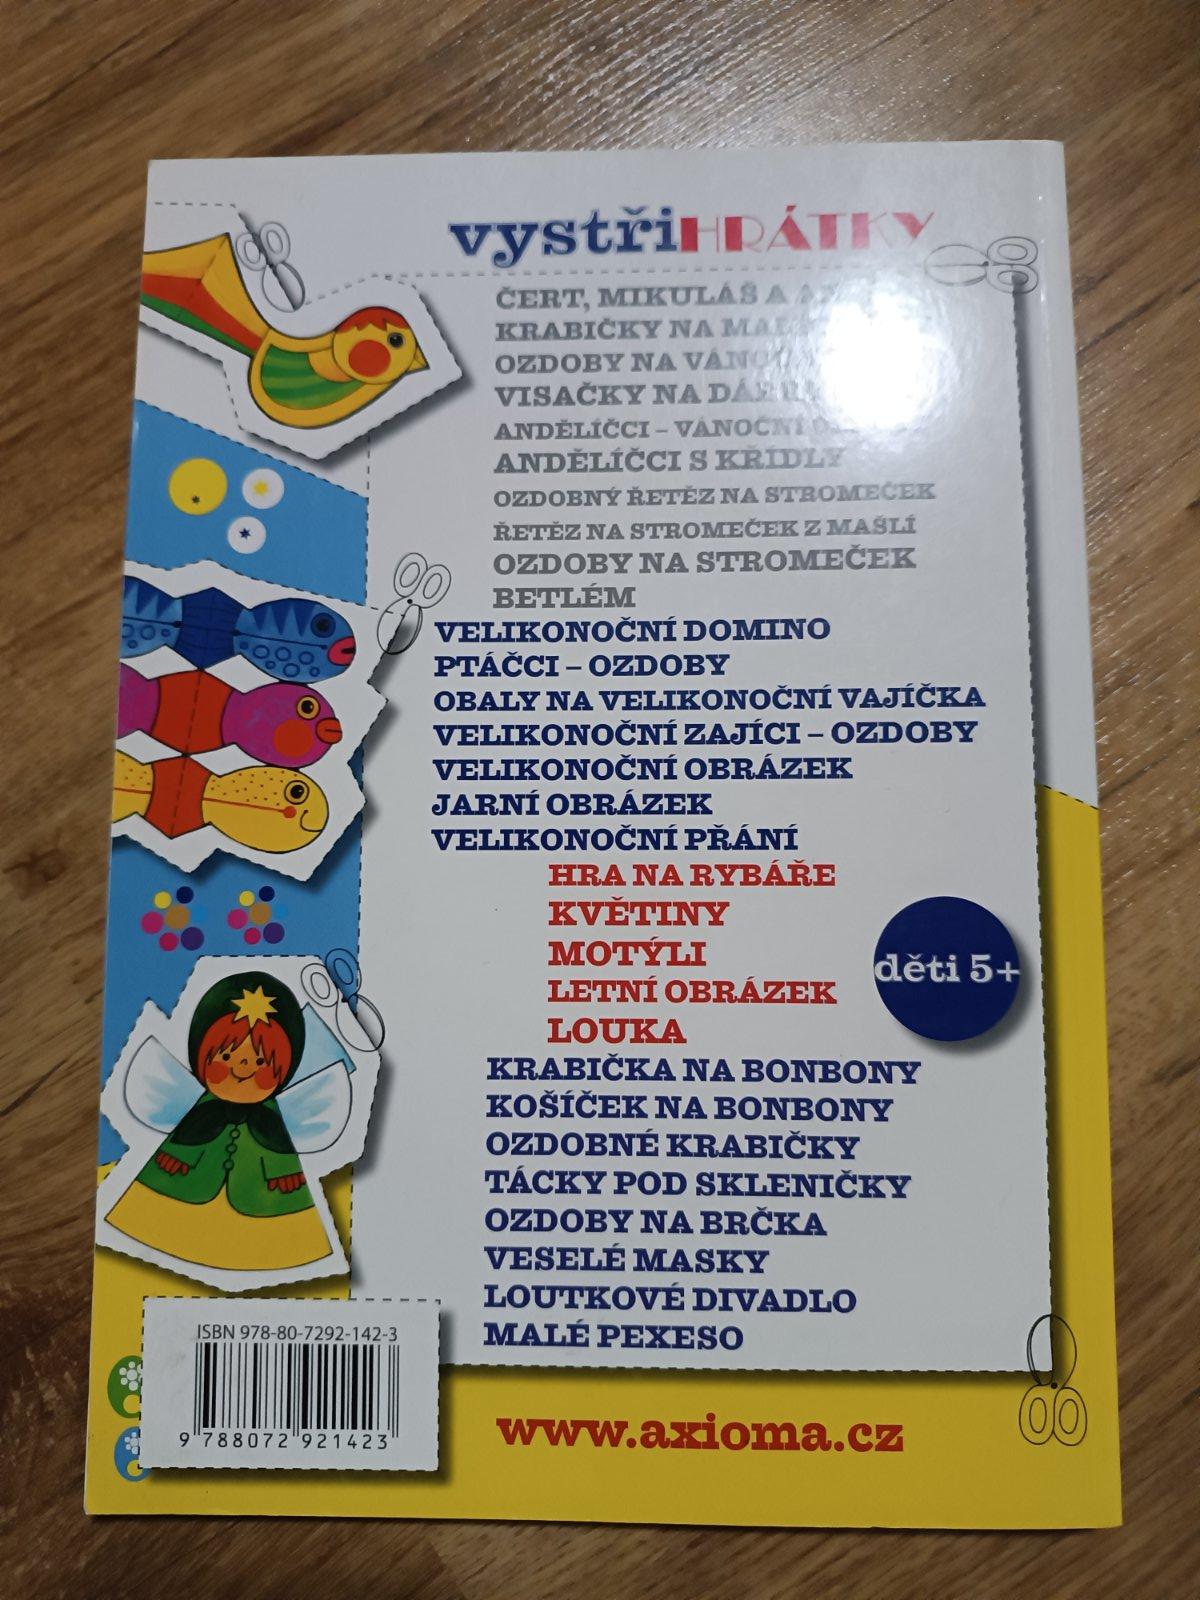 vystřiHRÁTKY
ČERT, MIKULÁŠ A
KRABIČKY NA
OZDOBY NA
VISAČKY NA
ANDĚLÍČCI – VÁNOČNÍ
ANDĚLÍČCI S KŘÍDLY
OZDOBNÝ ŘETĚZ NA STROMEČEK
ŘETĚZ NA STROMEČEK Z MAŠLÍ
OZDOBY NA STROMEČEK
BETLÉM
VELIKONOČNÍ DOMINO
PTÁČCI – OZDOBY
OBALY NA VELIKONOČNÍ VAJÍČKA
VELIKONOČNÍ ZAJÍCI – OZDOBY
VELIKONOČNÍ OBRÁZEK
JARNÍ OBRÁZEK
VELIKONOČNÍ PŘÁNÍ
HRA NA RYBÁŘE
KVĚTINY
MOTÝLI
LETNÍ OBRÁZEK
LOUKA
děti 5+
KRABIČKA NA BONBONY
KOŠÍČEK NA BONBONY
OZDOBNÉ KRABIČKY
TÁCKY POD SKLENIČKY
OZDOBY NA BRČKA
VESELÉ MASKY
LOUTKOVÉ DIVADLO
MALÉ PEXESO
ISBN 978-80-7292-142-3
9 788072 921423
www.axioma.cz